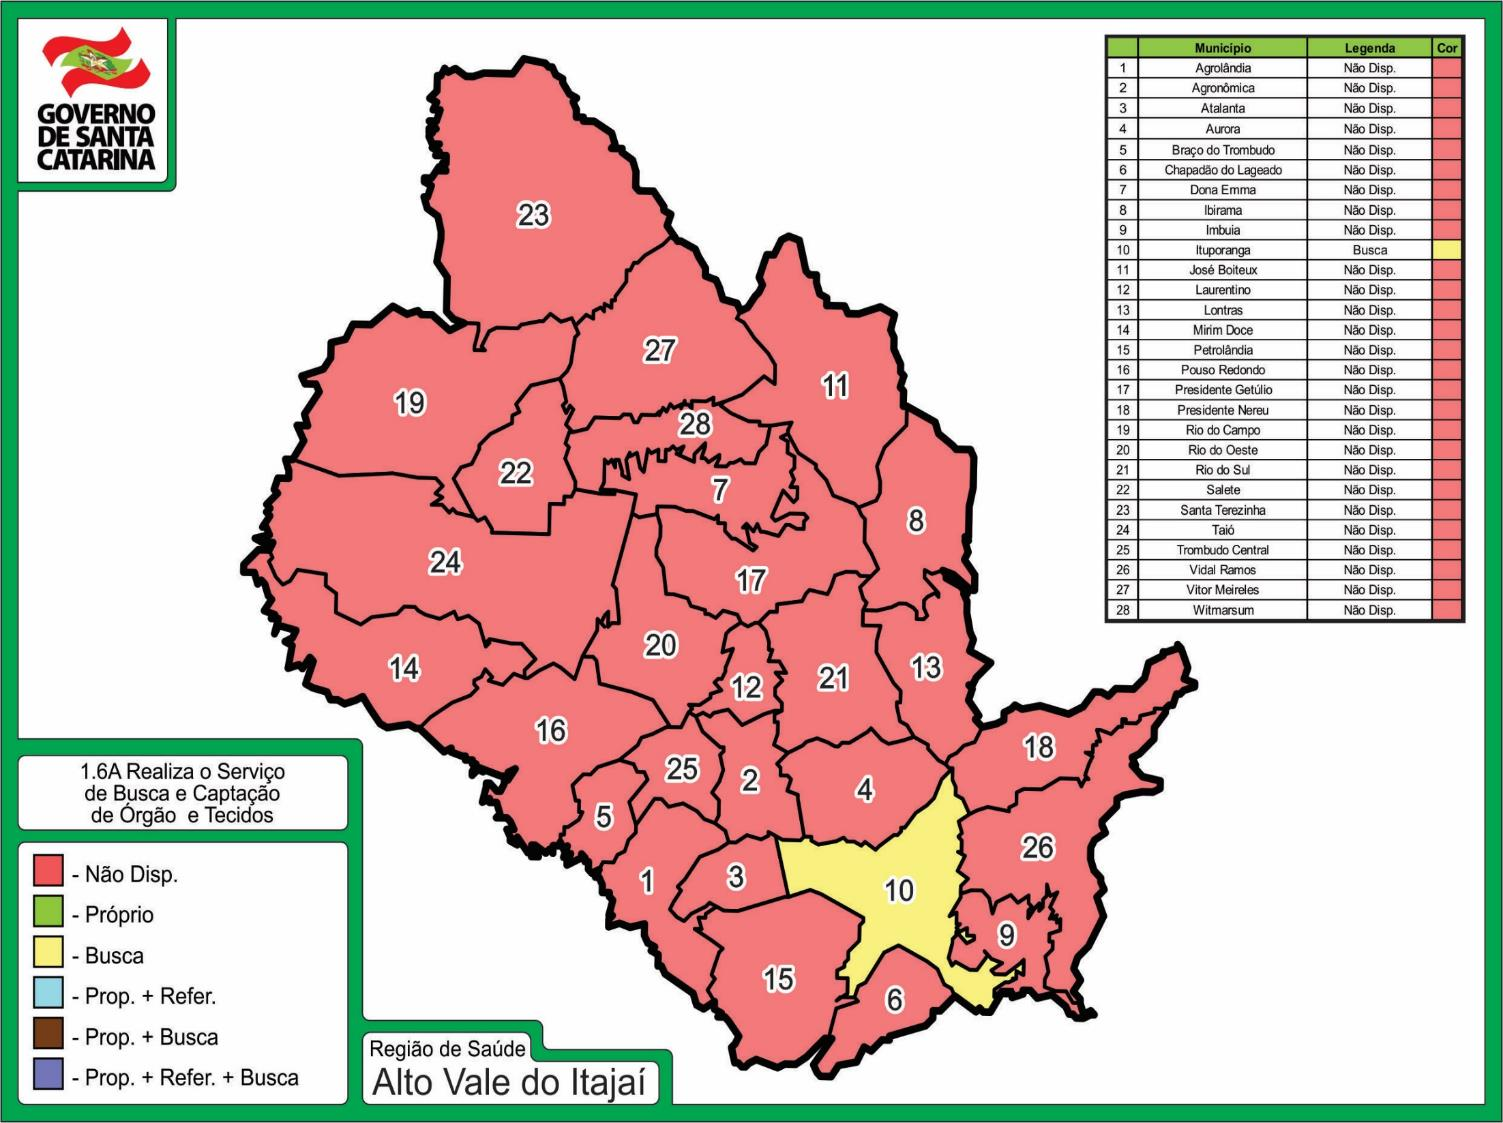 GOVERNO
DE SANTA
CATARINA
Município Legenda Cor
1 Agrolândia Não Disp.
2 Agronômica Não Disp.
3 Atalanta Não Disp.
4 Aurora Não Disp.
5 Braço do Trombudo Não Disp.
6 Chapadão do Lageado Não Disp.
7 Dona Emma Não Disp.
8 Ibirama Não Disp.
9 Imbuia Não Disp.
10 Ituporanga Busca
11 José Boiteux Não Disp.
12 Laurentino Não Disp.
13 Lontras Não Disp.
14 Mirim Doce Não Disp.
15 Petrolândia Não Disp.
16 Pouso Redondo Não Disp.
17 Presidente Getúlio Não Disp.
18 Presidente Nereu Não Disp.
19 Rio do Campo Não Disp.
20 Rio do Oeste Não Disp.
21 Rio do Sul Não Disp.
22 Salete Não Disp.
23 Santa Terezinha Não Disp.
24 Taió Não Disp.
25 Trombudo Central Não Disp.
26 Vidal Ramos Não Disp.
27 Vitor Meireles Não Disp.
28 Witmarsum Não Disp.
23
27
11
19
28
22
7
8
24
17
20
14
12
21
13
16
18
25
2
4
5
26
1
3
10
9
15
6
1.6A Realiza o Serviço
de Busca e Captação
de Órgão e Tecidos
- Não Disp.
- Próprio
- Busca
- Prop. + Refer.
- Prop. + Busca
- Prop. + Refer. + Busca
Região de Saúde
Alto Vale do Itajaí